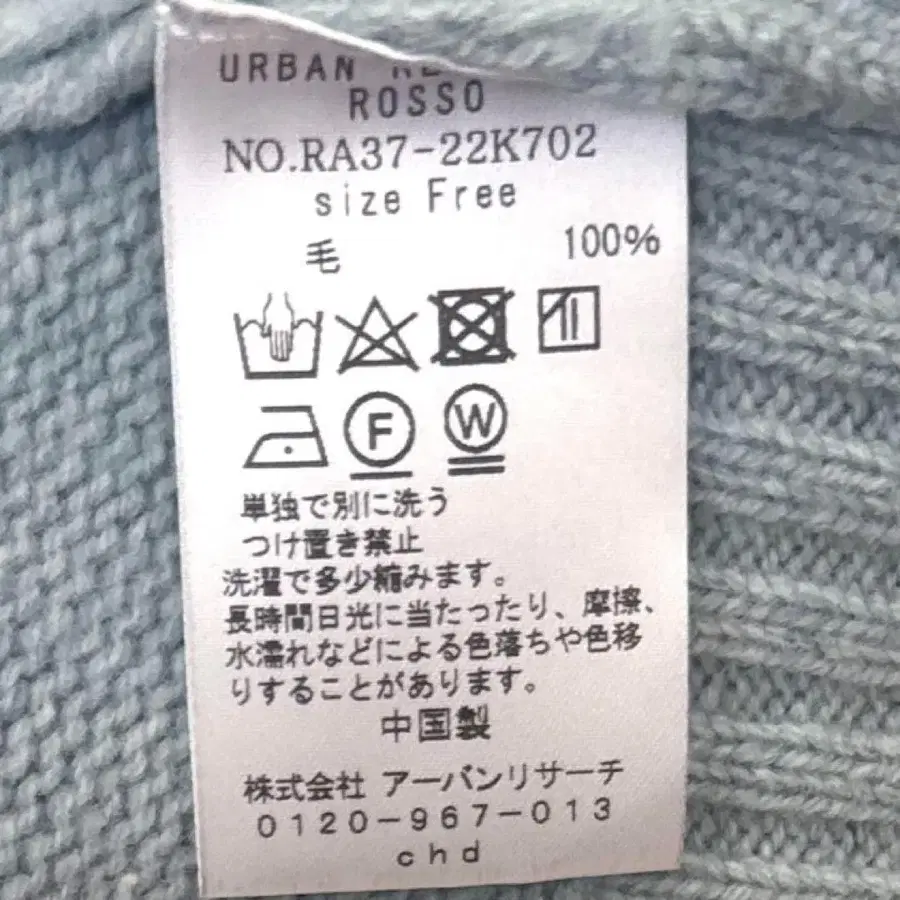 URBAN
ROSSO
NO.RA37-22K702
size Free
毛 100%
F W
単独で別に洗う
つけ置き禁止
洗濯で多少縮みます。
長時間日光に当たったり、摩擦、
水濡れなどによる色落ちや色移
りすることがあります。
中国製
株式会社 アーバンリサーチ
0120-967-013
chd